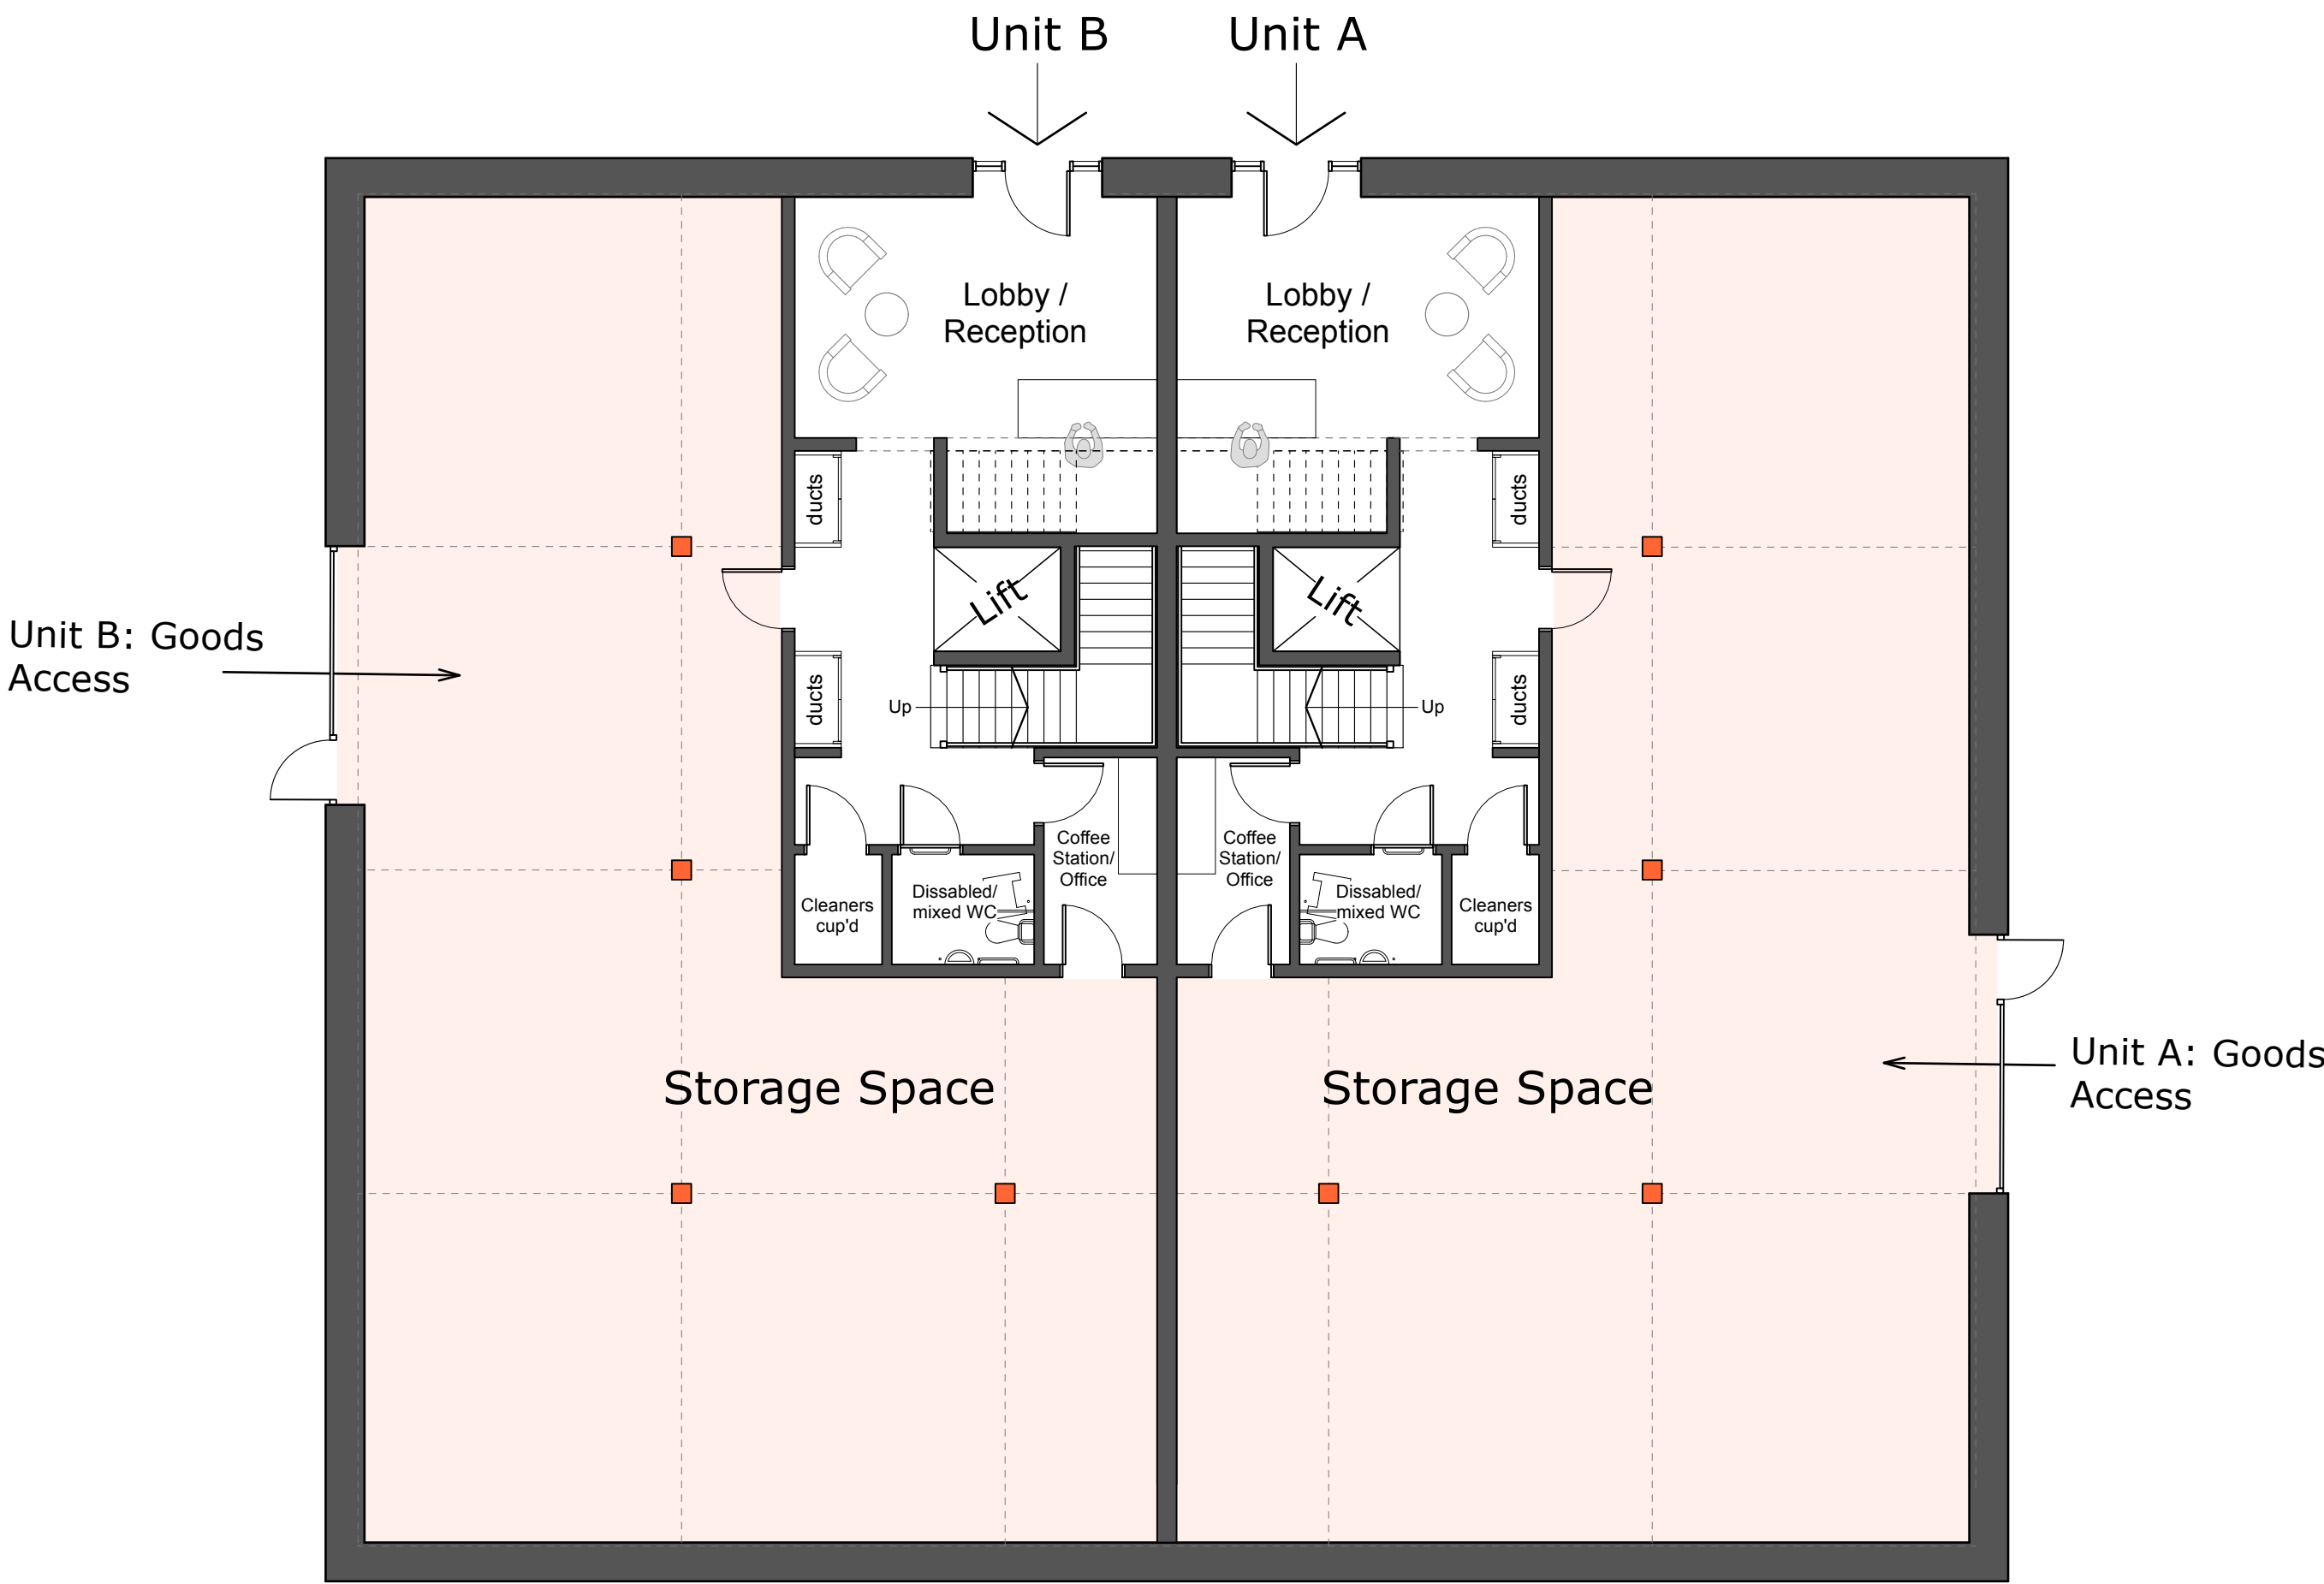 Unit B
Unit A
Lobby /
Reception
Lobby /
Reception
ducts
ducts
Lift
Lift
Unit B: Goods
Access
ducts
Up
Up
ducts
Coffee
Station/
Office
Coffee
Station/
Office
Cleaners
cup'd
Dissabled/
mixed WC
Dissabled/
mixed WC
Cleaners
cup'd
Storage Space
Storage Space
Unit A: Goods
Access